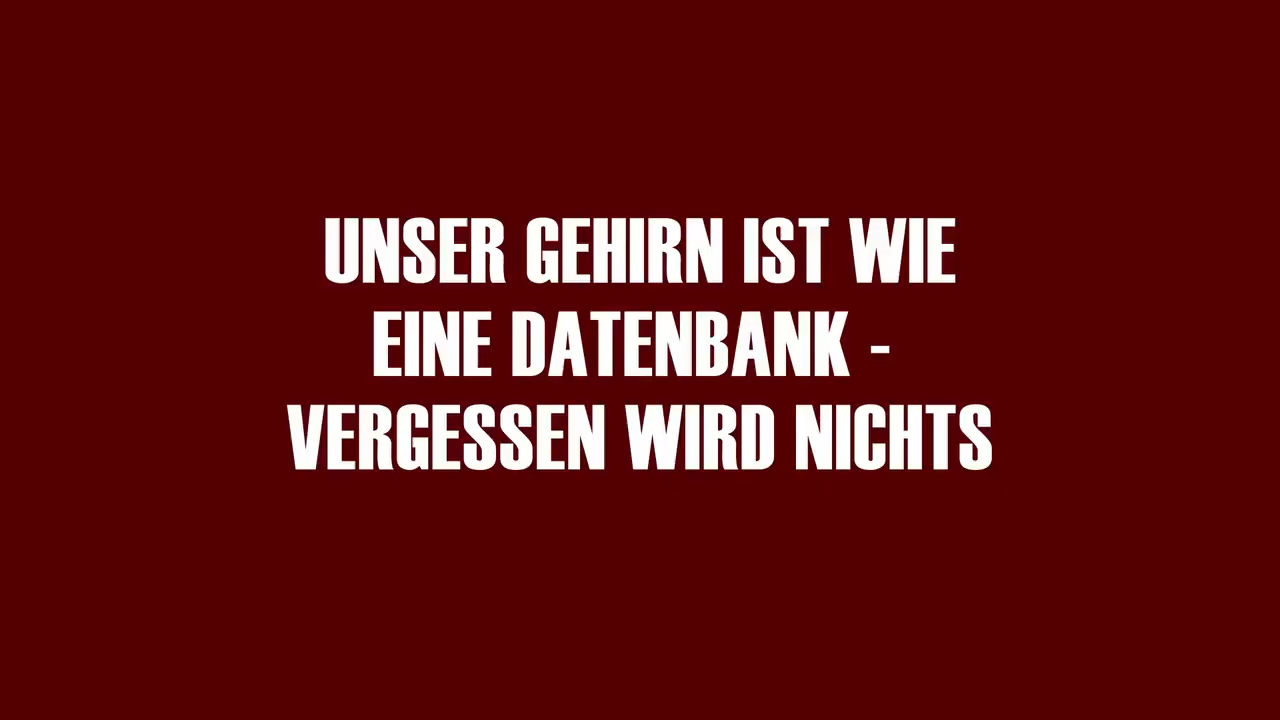 UNSER GEHIRN IST WIE
EINE DATENBANK -
VERGESSEN WIRD NICHTS